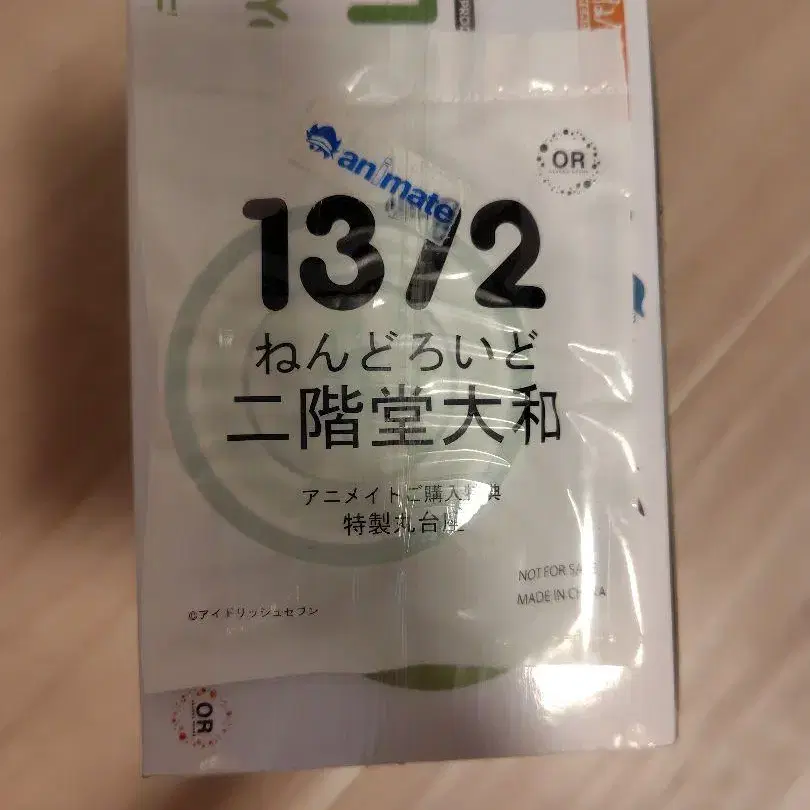 animate
OR
1372
ねんどろいど
二階堂大和
アニメイトご購入特典
特製丸台座
NOT FOR SALE
MADE IN CHINA
©アイドリッシュセブン
OR